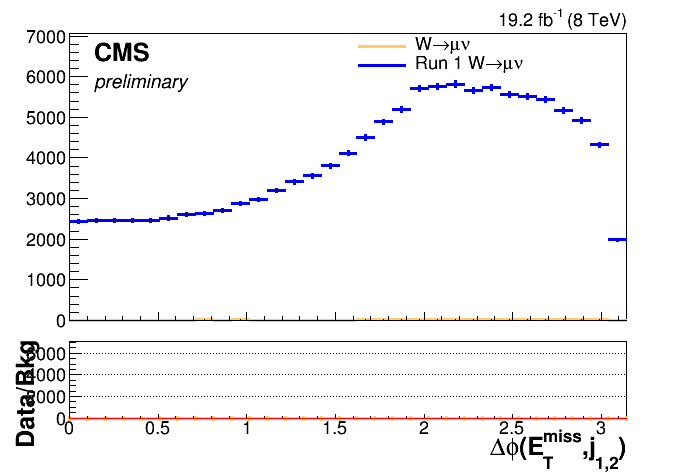 19.2 fb-1 (8 TeV)
7000
CMS
preliminary
W→μν
Run 1 W→μν
6000
5000
4000
3000
2000
1000
0
Data/Bkg
0
0 0.5 1 1.5 2 2.5 3
Δϕ(E_T^miss,j_1,2)